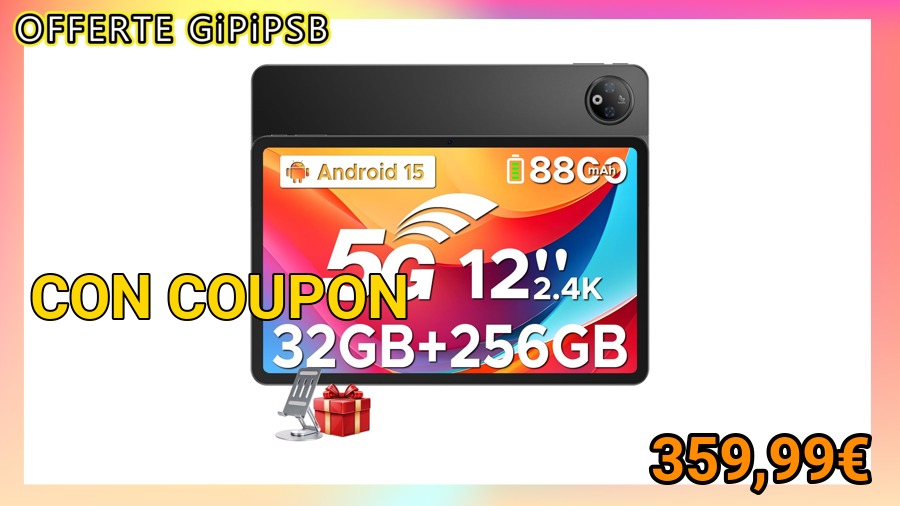 OFFERTE GiPiPSB
Android 15
8800 mAh
5G 12'' 2.4K
CON COUPON
32GB+256GB
359,99€